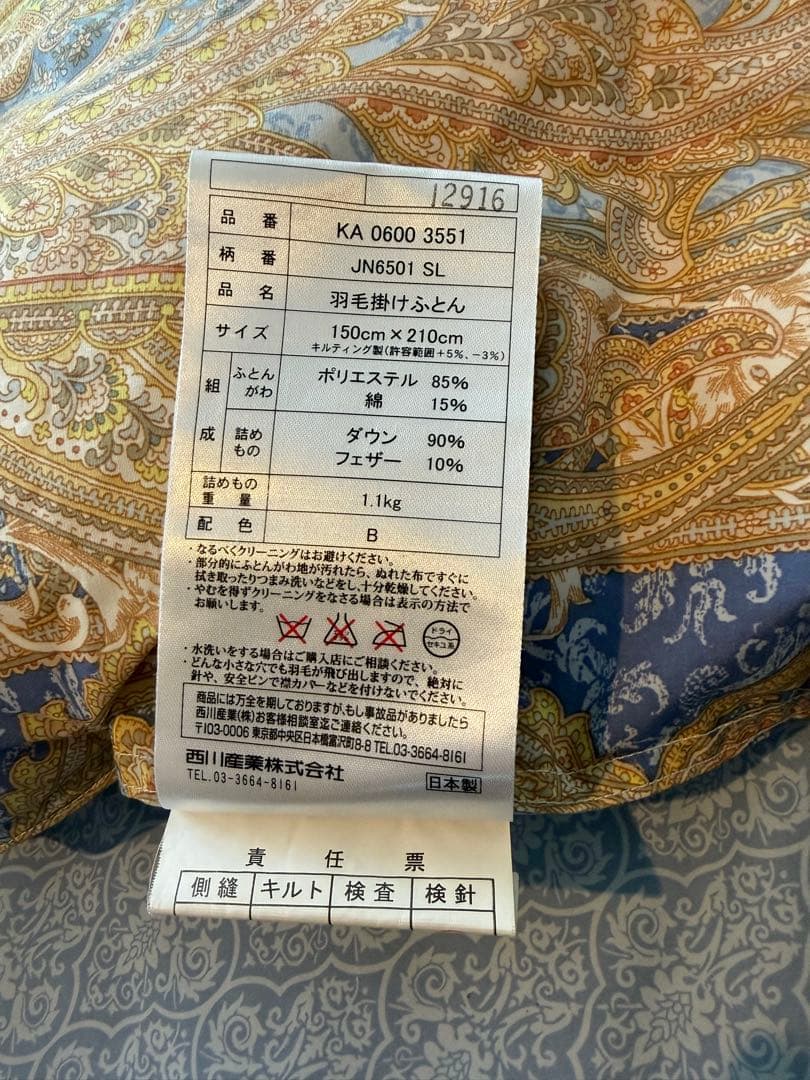 12916
品番 KA 0600 3551
柄番 JN6501 SL
品名 羽毛掛けふとん
サイズ 150cm×210cm
キルティング製(許容範囲+5%、-3%)
組成 ふとんがわ ポリエステル 85%
綿 15%
詰めもの ダウン 90%
フェザー 10%
詰めもの重量 1.1kg
配色 B
・なるべくクリーニングはお避けください。
・部分的にふとんがわ地が汚れたら、ぬれた布ですぐに
拭き取ったりつまみ洗いなどをし、十分乾燥してください。
・やむを得ずクリーニングをなさる場合は表示の方法で
お願いします。
ドライ
セキユ系
・水洗いをする場合はご購入店にご相談ください。
・どんな小さな穴でも羽毛が飛び出しますので、絶対に
針や、安全ピンで襟カバーなどを付けないでください。
商品には万全を期しておりますが、もし事故品がありましたら
西川産業(株)お客様相談室迄ご連絡ください。
〒103-0006 東京都中央区日本橋富沢町8-8 TEL.03-3664-8161
西川産業株式会社
TEL.03-3664-8161
日本製
責任票
側縫 キルト 検査 検針